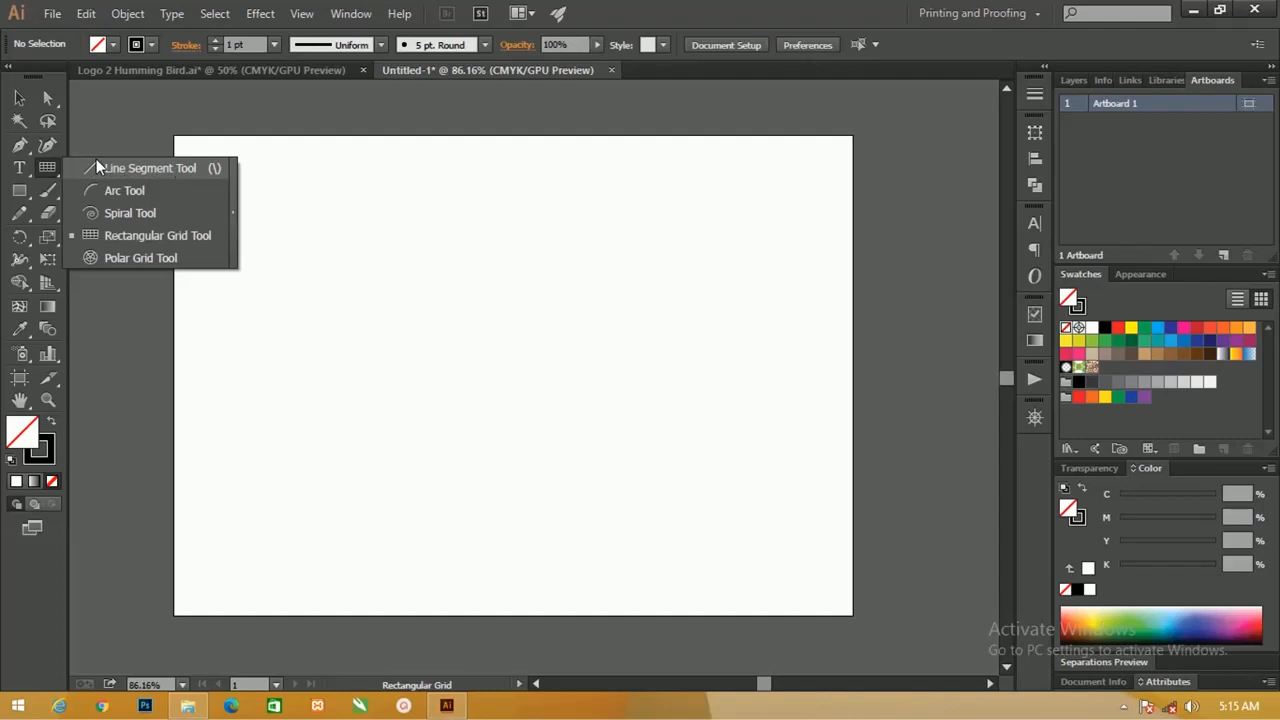 Ai File Edit Object Type Select Effect View Window Help Br St Printing and Proofing
No Selection Stroke: 1 pt Uniform 5 pt. Round Opacity: 100% Style: Document Setup Preferences
Logo 2 Humming Bird.ai* @ 50% (CMYK/GPU Preview) × Untitled-1* @ 86.16% (CMYK/GPU Preview) ×
Layers Info Links Libraries Artboards
1 Artboard 1
Line Segment Tool (\)
Arc Tool
Spiral Tool
Rectangular Grid Tool
Polar Grid Tool
1 Artboard
Swatches Appearance
Transparency Color
C %
M %
Y %
K %
Activate Windows
Go to PC settings to activate Windows.
Separations Preview
Document Info Attributes
86.16% 1 Rectangular Grid
Ps Ai 5:15 AM